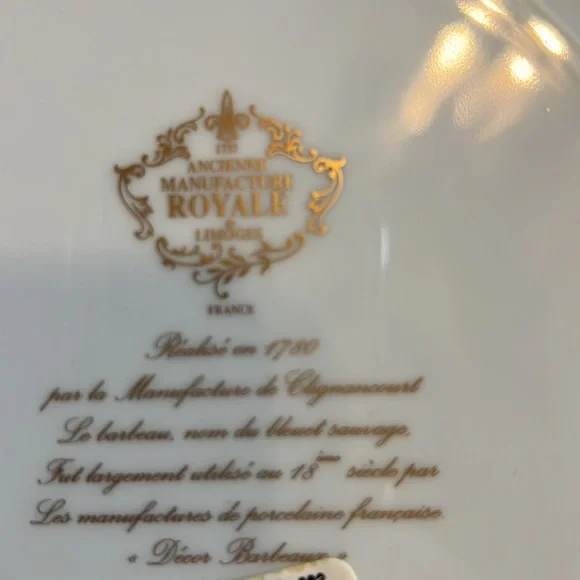 1737
ANCIENNE
MANUFACTURE
ROYALE
LIMOGES
FRANCE
Réalisé en 1780
par la Manufacture de Clignancourt
Le barbeau, nom du bleuet sauvage,
Fut largement utilisé au 18ième siècle par
Les manufactures de porcelaine française.
« Décor Barbeaux »